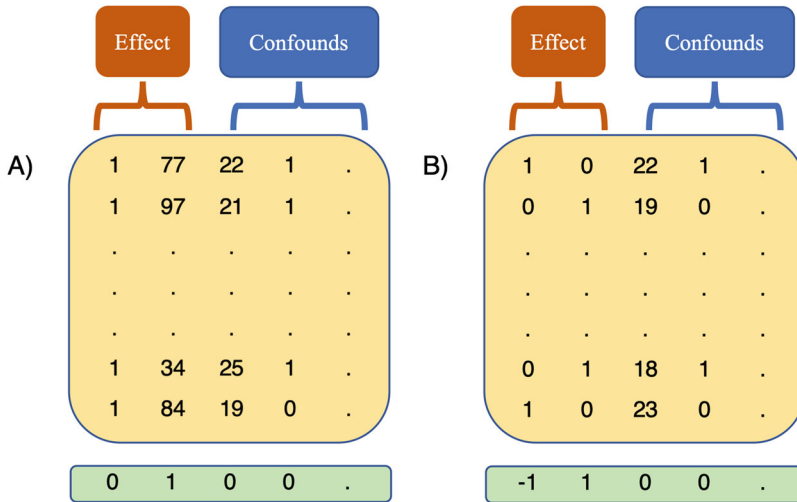 Effect Confounds
A)
1 77 22 1 .
1 97 21 1 .
. . . . .
. . . . .
. . . . .
1 34 25 1 .
1 84 19 0 .
0 1 0 0 .
Effect Confounds
B)
1 0 22 1 .
0 1 19 0 .
. . . . .
. . . . .
. . . . .
0 1 18 1 .
1 0 23 0 .
-1 1 0 0 .